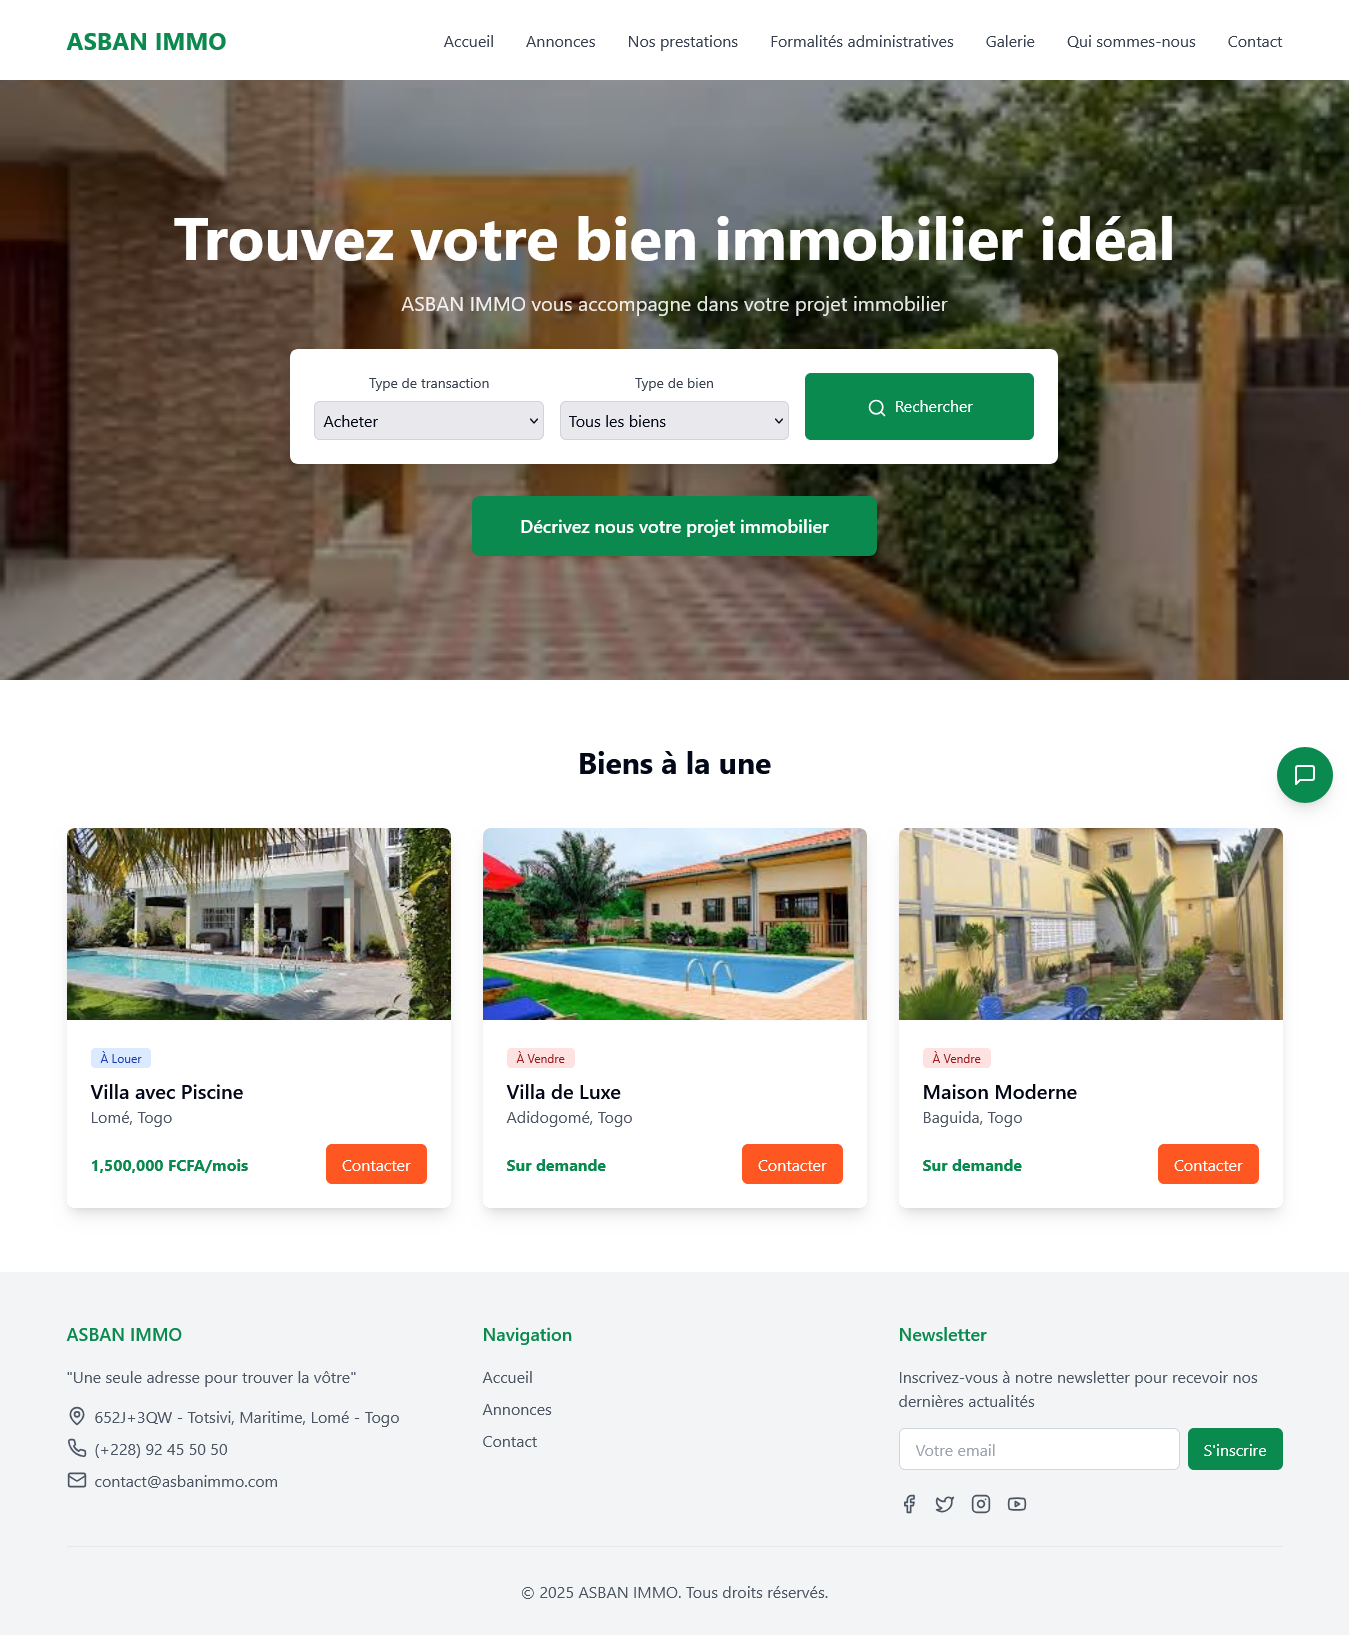 ASBAN IMMO
Accueil
Annonces
Nos prestations
Formalités administratives
Galerie
Qui sommes-nous
Contact
Trouvez votre bien immobilier idéal
ASBAN IMMO vous accompagne dans votre projet immobilier
Type de transaction
Acheter
Type de bien
Tous les biens
Rechercher
Décrivez nous votre projet immobilier
Biens à la une
À Louer
Villa avec Piscine
Lomé, Togo
1,500,000 FCFA/mois
Contacter
À Vendre
Villa de Luxe
Adidogomé, Togo
Sur demande
Contacter
À Vendre
Maison Moderne
Baguida, Togo
Sur demande
Contacter
ASBAN IMMO
"Une seule adresse pour trouver la vôtre"
652J+3QW - Totsivi, Maritime, Lomé - Togo
(+228) 92 45 50 50
contact@asbanimmo.com
Navigation
Accueil
Annonces
Contact
Newsletter
Inscrivez-vous à notre newsletter pour recevoir nos
dernières actualités
Votre email
S'inscrire
© 2025 ASBAN IMMO. Tous droits réservés.